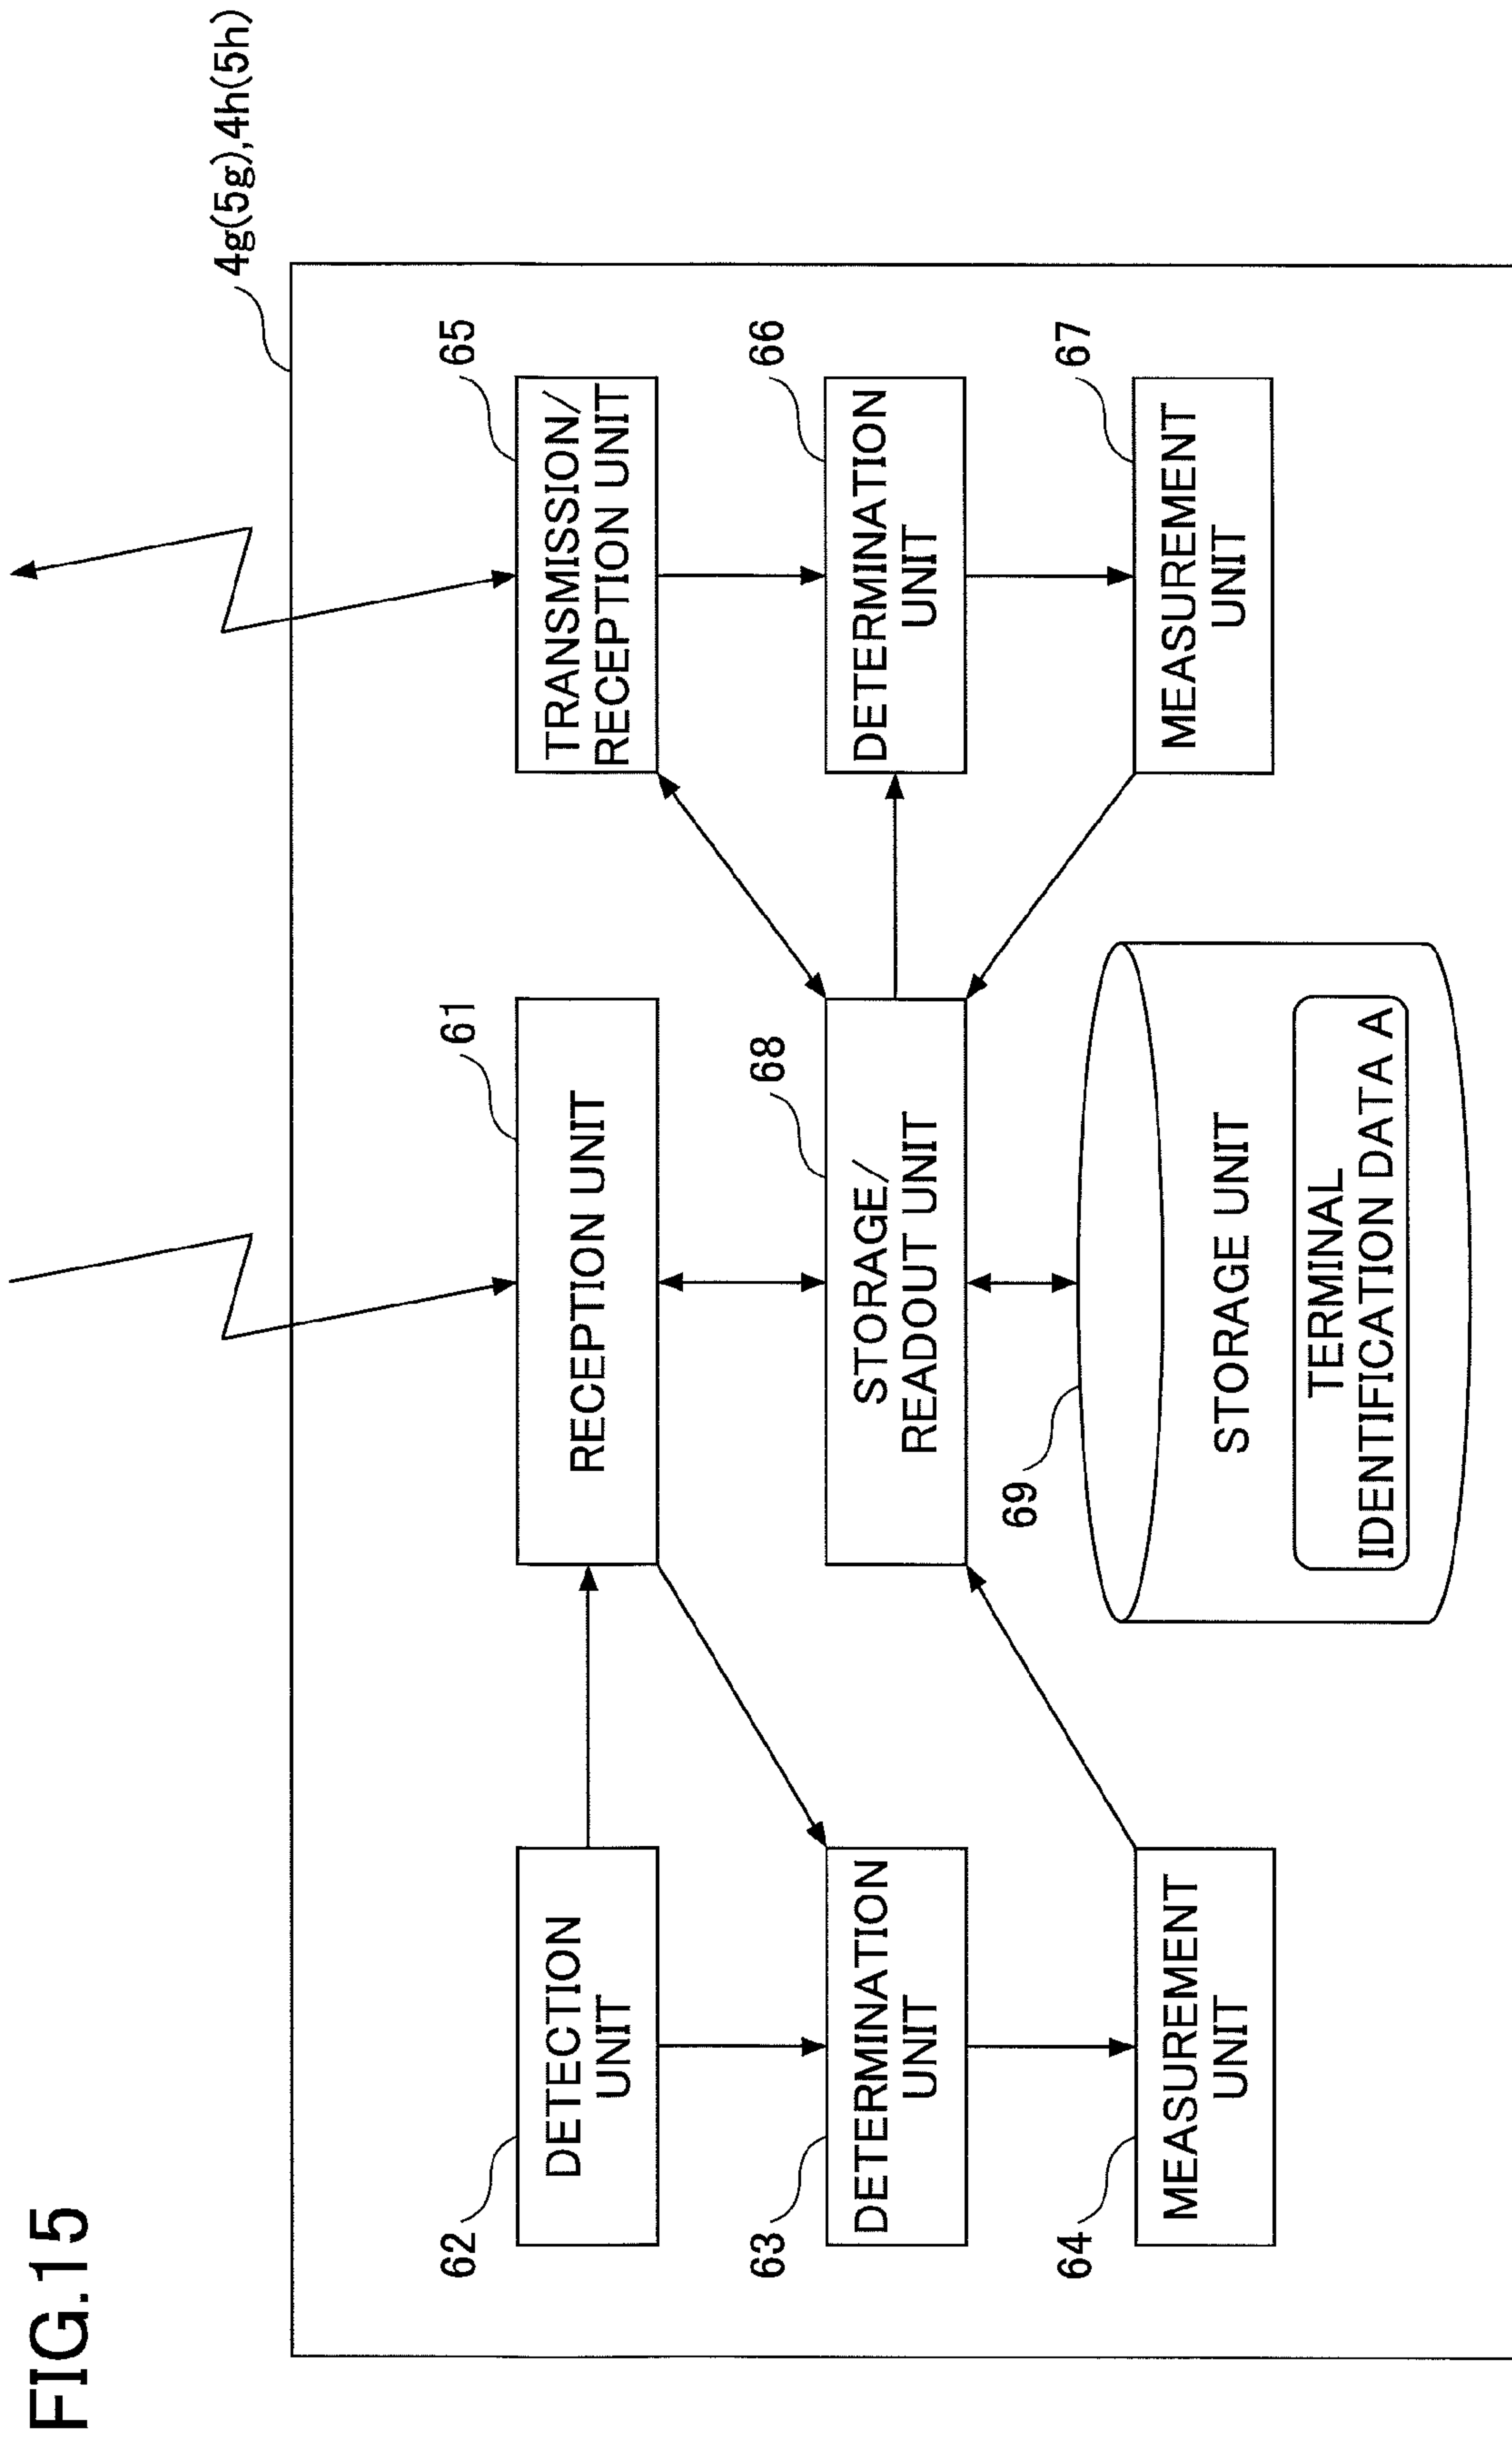 FIG.15
4g(5g),4h(5h)
62
DETECTION
UNIT
61
RECEPTION UNIT
65
TRANSMISSION/
RECEPTION UNIT
63
DETERMINATION
UNIT
68
STORAGE/
READOUT UNIT
66
DETERMINATION
UNIT
64
MEASUREMENT
UNIT
69
STORAGE UNIT
TERMINAL
IDENTIFICATION DATA A
67
MEASUREMENT
UNIT